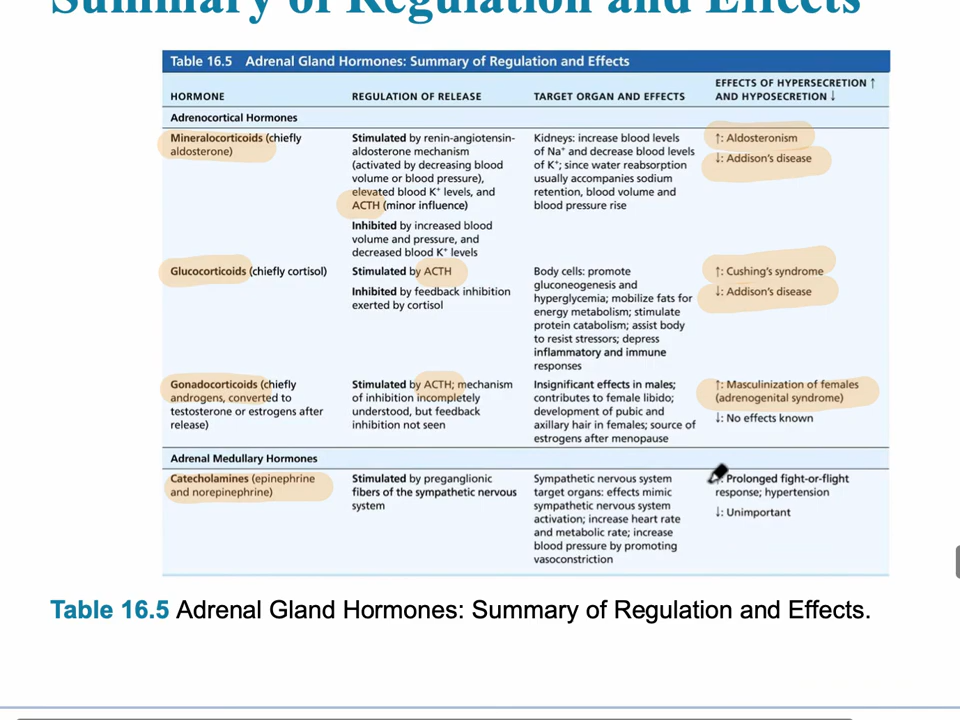 Summary of Regulation and Effects
Table 16.5 Adrenal Gland Hormones: Summary of Regulation and Effects
HORMONE
REGULATION OF RELEASE
TARGET ORGAN AND EFFECTS
EFFECTS OF HYPERSECRETION ↑
AND HYPOSECRETION ↓
Adrenocortical Hormones
Mineralocorticoids (chiefly
aldosterone)
Stimulated by renin-angiotensin-
aldosterone mechanism
(activated by decreasing blood
volume or blood pressure),
elevated blood K⁺ levels, and
ACTH (minor influence)
Inhibited by increased blood
volume and pressure, and
decreased blood K⁺ levels
Kidneys: increase blood levels
of Na⁺ and decrease blood levels
of K⁺; since water reabsorption
usually accompanies sodium
retention, blood volume and
blood pressure rise
↑: Aldosteronism
↓: Addison's disease
Glucocorticoids (chiefly cortisol)
Stimulated by ACTH
Inhibited by feedback inhibition
exerted by cortisol
Body cells: promote
gluconeogenesis and
hyperglycemia; mobilize fats for
energy metabolism; stimulate
protein catabolism; assist body
to resist stressors; depress
inflammatory and immune
responses
↑: Cushing's syndrome
↓: Addison's disease
Gonadocorticoids (chiefly
androgens, converted to
testosterone or estrogens after
release)
Stimulated by ACTH; mechanism
of inhibition incompletely
understood, but feedback
inhibition not seen
Insignificant effects in males;
contributes to female libido;
development of pubic and
axillary hair in females; source of
estrogens after menopause
↑: Masculinization of females
(adrenogenital syndrome)
↓: No effects known
Adrenal Medullary Hormones
Catecholamines (epinephrine
and norepinephrine)
Stimulated by preganglionic
fibers of the sympathetic nervous
system
Sympathetic nervous system
target organs: effects mimic
sympathetic nervous system
activation; increase heart rate
and metabolic rate; increase
blood pressure by promoting
vasoconstriction
Prolonged fight-or-flight
response; hypertension
↓: Unimportant
Table 16.5 Adrenal Gland Hormones: Summary of Regulation and Effects.